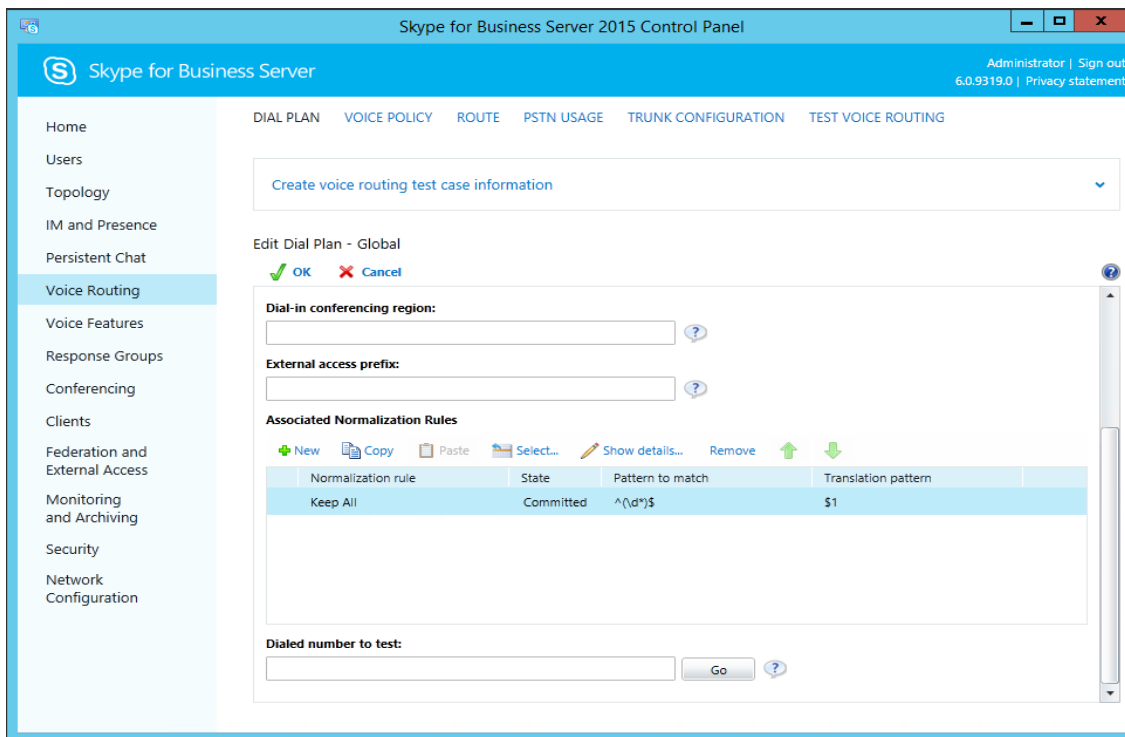 Skype for Business Server 2015 Control Panel
S Skype for Business Server
Administrator | Sign out
6.0.9319.0 | Privacy statement
Home
Users
Topology
IM and Presence
Persistent Chat
Voice Routing
Voice Features
Response Groups
Conferencing
Clients
Federation and
External Access
Monitoring
and Archiving
Security
Network
Configuration
DIAL PLAN VOICE POLICY ROUTE PSTN USAGE TRUNK CONFIGURATION TEST VOICE ROUTING
Create voice routing test case information
Edit Dial Plan - Global
OK Cancel
Dial-in conferencing region:
External access prefix:
Associated Normalization Rules
New Copy Paste Select... Show details... Remove
Normalization rule State Pattern to match Translation pattern
Keep All Committed ^(\d*)$ $1
Dialed number to test:
Go